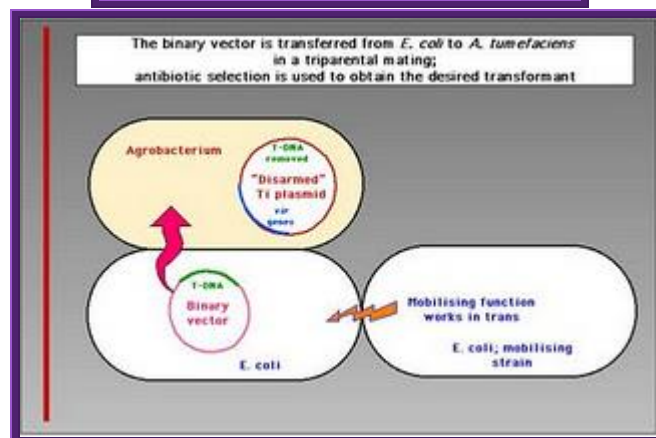 The binary vector is transferred from E. coli to A. tumefaciens
in a triparental mating;
antibiotic selection is used to obtain the desired transformant
Agrobacterium
T-DNA
removed
"Disarmed"
Ti plasmid
vir
genes
T-DNA
Binary
vector
E. coli
Mobilising function
works in trans
E. coli; mobilising
strain